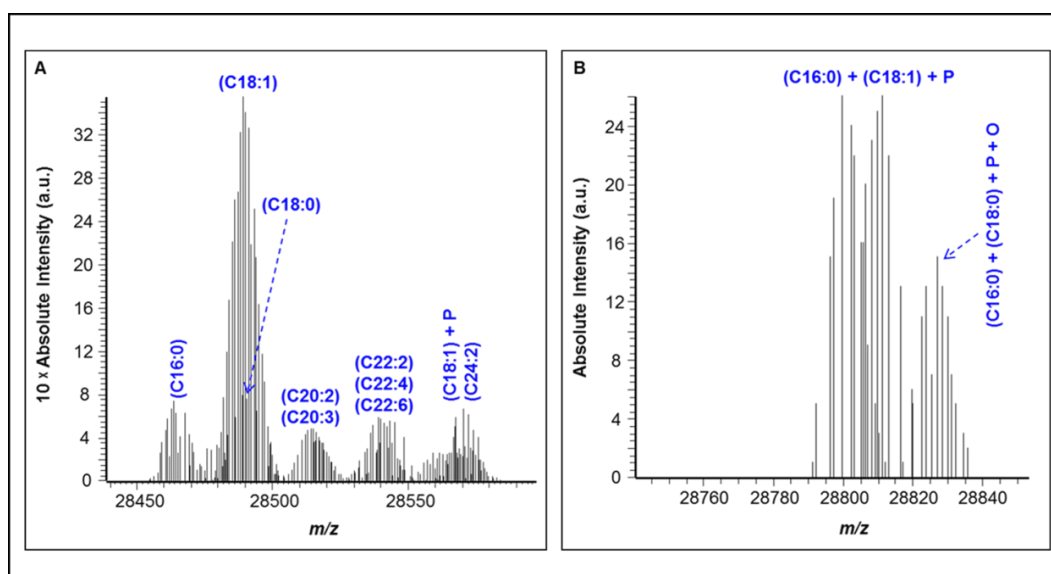 A
(C18:1)
(C18:0)
(C16:0)
(C20:2)
(C20:3)
(C22:2)
(C22:4)
(C22:6)
(C18:1) + P
(C24:2)
32
28
24
20
16
12
8
4
0
10 x Absolute Intensity (a.u.)
28450
28500
28550
m/z
B
(C16:0) + (C18:1) + P
(C16:0) + (C18:0) + P + O
24
20
16
12
8
4
0
Absolute Intensity (a.u.)
28760
28780
28800
28820
28840
m/z